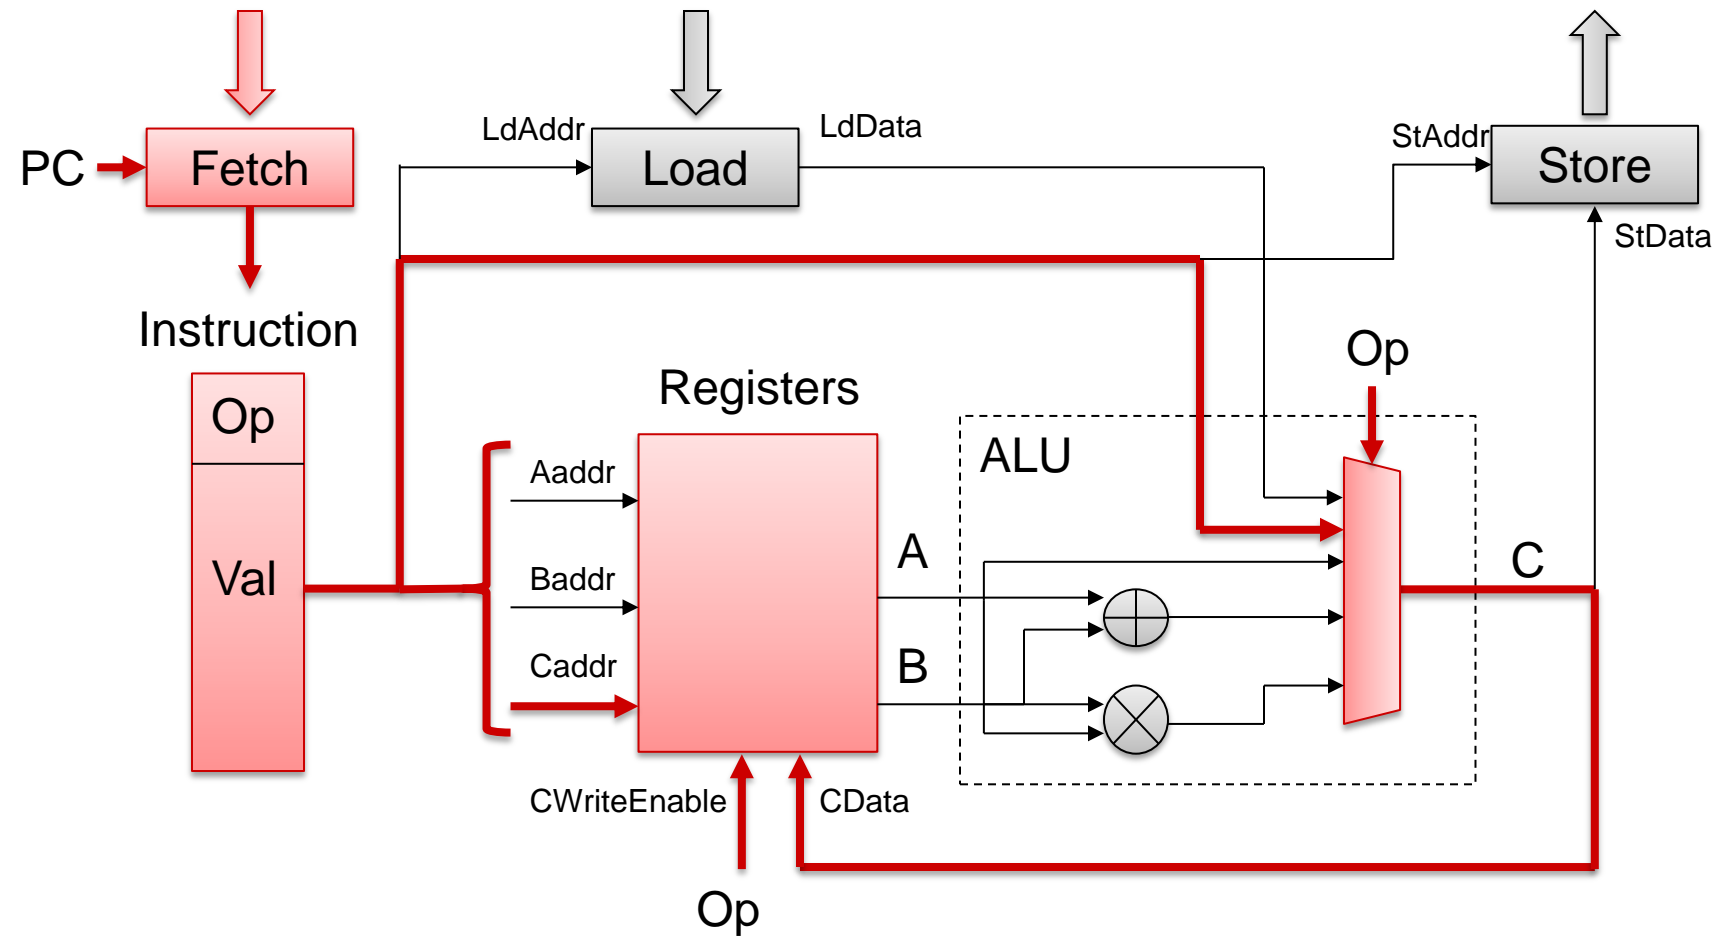 LdAddr
LdData
StAddr
PC
Fetch
Load
Store
StData
Instruction
Op
Registers
Op
ALU
Aaddr
A
C
Val
Baddr
B
Caddr
CWriteEnable
CData
Op